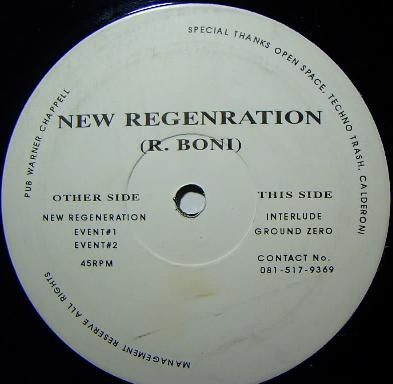 SPECIAL THANKS OPEN SPACE, TECHNO TRASH, CALDERONI
PUB WARNER CHAPPELL
NEW REGENRATION
(R. BONI)
OTHER SIDE
NEW REGENERATION
EVENT#1
EVENT#2
45RPM
THIS SIDE
INTERLUDE
GROUND ZERO
CONTACT No.
081-517-9369
MANAGEMENT RESERVE ALL RIGHTS